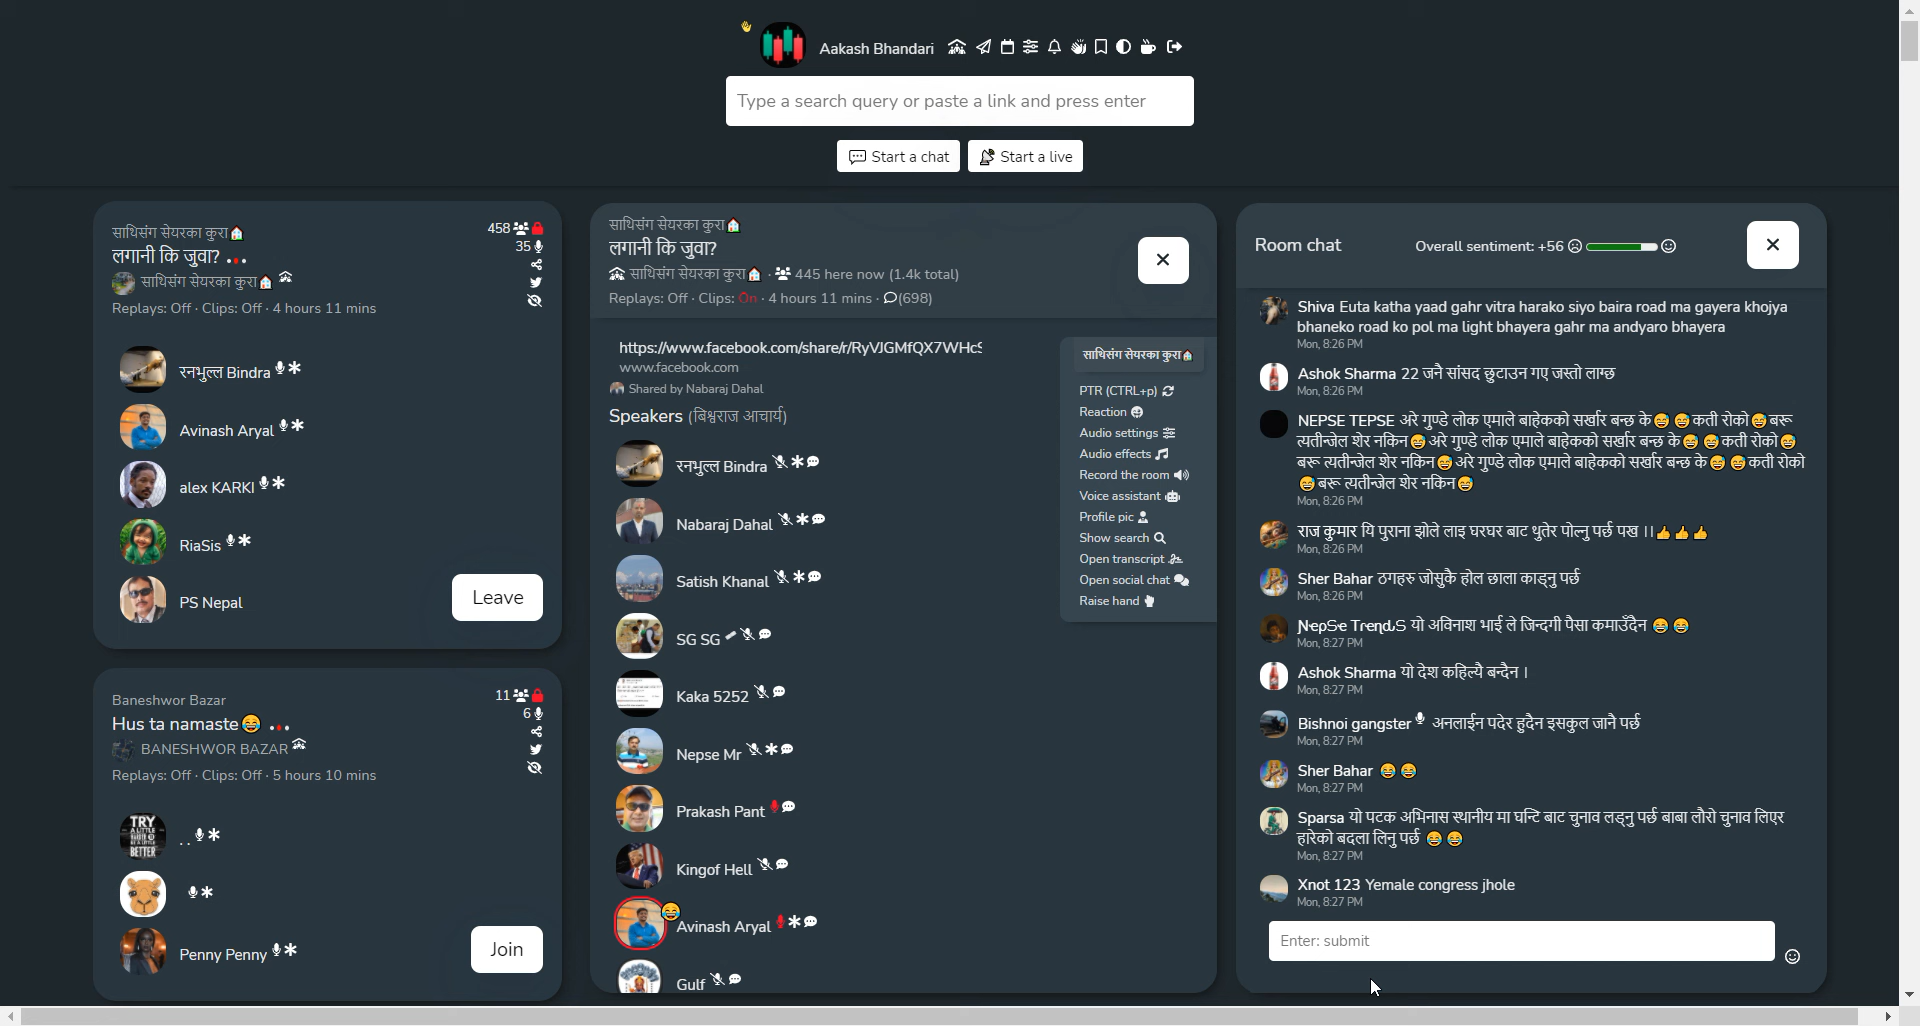 Aakash Bhandari
Type a search query or paste a link and press enter
Start a chat
Start a live
साथिसंग सेयरका कुरा🏠
458
लगानी कि जुवा?
35
साथिसंग सेयरका कुरा🏠
Replays: Off · Clips: Off · 4 hours 11 mins
रनभुल्ल Bindra
Avinash Aryal
alex KARKI
RiaSis
PS Nepal
Leave
Baneshwor Bazar
11
Hus ta namaste😂
6
BANESHWOR BAZAR
Replays: Off · Clips: Off · 5 hours 10 mins
TRY
A LITTLE
HARDER TO
BE A LITTLE
BETTER
. .
Penny Penny
Join
साथिसंग सेयरका कुरा🏠
लगानी कि जुवा?
साथिसंग सेयरका कुरा🏠 · 445 here now (1.4k total)
Replays: Off · Clips: On · 4 hours 11 mins · (698)
https://www.facebook.com/share/r/RyVJGMfQX7WHcS
www.facebook.com
Shared by Nabaraj Dahal
Speakers (बिश्वराज आचार्य)
रनभुल्ल Bindra
Nabaraj Dahal
Satish Khanal
SG SG
Kaka 5252
Nepse Mr
Prakash Pant
Kingof Hell
Avinash Aryal
Gulf
साथिसंग सेयरका कुरा🏠
PTR (CTRL+p)
Reaction
Audio settings
Audio effects
Record the room
Voice assistant
Profile pic
Show search
Open transcript
Open social chat
Raise hand
Room chat
Overall sentiment: +56
Shiva Euta katha yaad gahr vitra harako siyo baira road ma gayera khojya
bhaneko road ko pol ma light bhayera gahr ma andyaro bhayera
Mon, 8:26 PM
Ashok Sharma 22 जनै सांसद छुटाउन गए जस्तो लाग्छ
Mon, 8:26 PM
NEPSE TEPSE अरे गुण्डे लोक एमाले बाहेकको सर्खार बन्छ के😅 😅कती रोको😅बरू
त्यतीन्जेल शेर नकिन😅अरे गुण्डे लोक एमाले बाहेकको सर्खार बन्छ के😅 😅कती रोको😅
बरू त्यतीन्जेल शेर नकिन😅अरे गुण्डे लोक एमाले बाहेकको सर्खार बन्छ के😅 😅कती रोको
😅बरू त्यतीन्जेल शेर नकिन😅
Mon, 8:26 PM
राज कुमार यि पुराना झोले लाइ घरघर बाट थुतेर पोल्नु पर्छ पख ।।👍 👍 👍
Mon, 8:26 PM
Sher Bahar ठगहरु जोसुकै होल छाला काड्नु पर्छ
Mon, 8:26 PM
NepSe TrendS यो अविनाश भाई ले जिन्दगी पैसा कमाउँदैन 😂 😂
Mon, 8:27 PM
Ashok Sharma यो देश कहिल्यै बन्दैन ।
Mon, 8:27 PM
Bishnoi gangster अनलाईन पदेर हुदैन इसकुल जानै पर्छ
Mon, 8:27 PM
Sher Bahar 😂 😂
Mon, 8:27 PM
Sparsa यो पटक अभिनास स्थानीय मा घन्टि बाट चुनाव लड्नु पर्छ बाबा लौरो चुनाव लिएर
हारेको बदला लिनु पर्छ 😂 😂
Mon, 8:27 PM
Xnot 123 Yemale congress jhole
Mon, 8:27 PM
Enter: submit